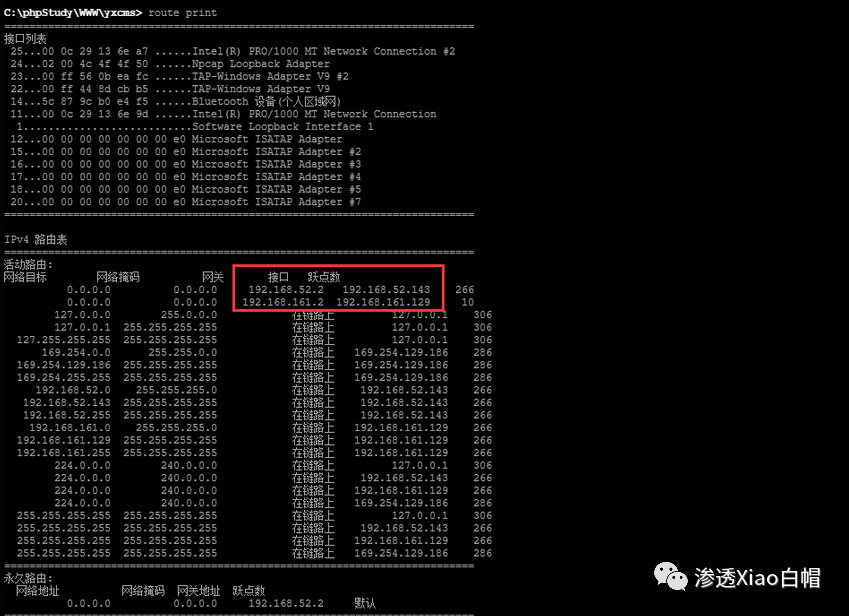 C:\phpStudy\WWW\yxcms> route print
===========================================================================
接口列表
25...00 0c 29 13 6e a7 ......Intel(R) PRO/1000 MT Network Connection #2
24...02 00 4c 4f 4f 50 ......Npcap Loopback Adapter
23...00 ff 56 0b ea fc ......TAP-Windows Adapter V9 #2
22...00 ff 44 8d cb b5 ......TAP-Windows Adapter V9
14...5c 87 9c b0 e4 f5 ......Bluetooth 设备(个人区域网)
11...00 0c 29 13 6e 9d ......Intel(R) PRO/1000 MT Network Connection
1...........................Software Loopback Interface 1
12...00 00 00 00 00 00 00 e0 Microsoft ISATAP Adapter
15...00 00 00 00 00 00 00 e0 Microsoft ISATAP Adapter #2
16...00 00 00 00 00 00 00 e0 Microsoft ISATAP Adapter #3
17...00 00 00 00 00 00 00 e0 Microsoft ISATAP Adapter #4
18...00 00 00 00 00 00 00 e0 Microsoft ISATAP Adapter #5
20...00 00 00 00 00 00 00 e0 Microsoft ISATAP Adapter #7
===========================================================================
IPv4 路由表
===========================================================================
活动路由:
网络目标 网络掩码 网关 接口 跃点数
0.0.0.0 0.0.0.0 192.168.52.2 192.168.52.143 266
0.0.0.0 0.0.0.0 192.168.161.2 192.168.161.129 10
127.0.0.0 255.0.0.0 在链路上 127.0.0.1 306
127.0.0.1 255.255.255.255 在链路上 127.0.0.1 306
127.255.255.255 255.255.255.255 在链路上 127.0.0.1 306
169.254.0.0 255.255.0.0 在链路上 169.254.129.186 286
169.254.129.186 255.255.255.255 在链路上 169.254.129.186 286
169.254.255.255 255.255.255.255 在链路上 169.254.129.186 286
192.168.52.0 255.255.255.0 在链路上 192.168.52.143 266
192.168.52.143 255.255.255.255 在链路上 192.168.52.143 266
192.168.52.255 255.255.255.255 在链路上 192.168.52.143 266
192.168.161.0 255.255.255.0 在链路上 192.168.161.129 266
192.168.161.129 255.255.255.255 在链路上 192.168.161.129 266
192.168.161.255 255.255.255.255 在链路上 192.168.161.129 266
224.0.0.0 240.0.0.0 在链路上 127.0.0.1 306
224.0.0.0 240.0.0.0 在链路上 192.168.52.143 266
224.0.0.0 240.0.0.0 在链路上 192.168.161.129 266
224.0.0.0 240.0.0.0 在链路上 169.254.129.186 286
255.255.255.255 255.255.255.255 在链路上 127.0.0.1 306
255.255.255.255 255.255.255.255 在链路上 192.168.52.143 266
255.255.255.255 255.255.255.255 在链路上 192.168.161.129 266
255.255.255.255 255.255.255.255 在链路上 169.254.129.186 286
===========================================================================
永久路由:
网络地址 网络掩码 网关地址 跃点数
0.0.0.0 0.0.0.0 192.168.52.2 默认
===========================================================================
渗透Xiao白帽